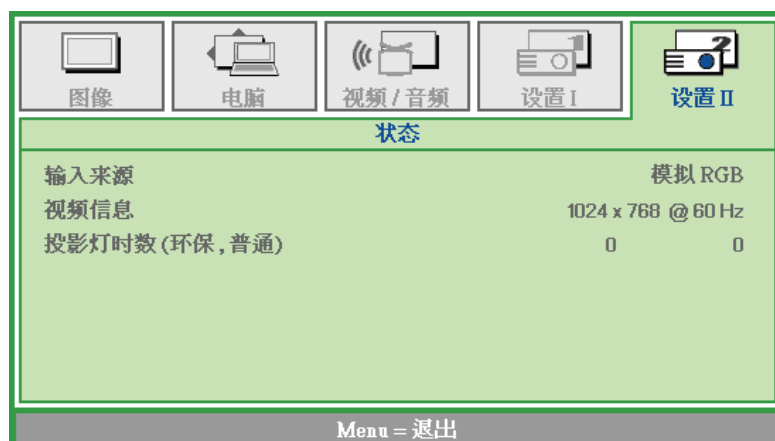 图像 电脑 视频 / 音频 设置 I 设置 II
状态
输入来源 模拟 RGB
视频信息 1024 x 768 @ 60 Hz
投影灯时数 (环保 , 普通) 0 0
Menu = 退出